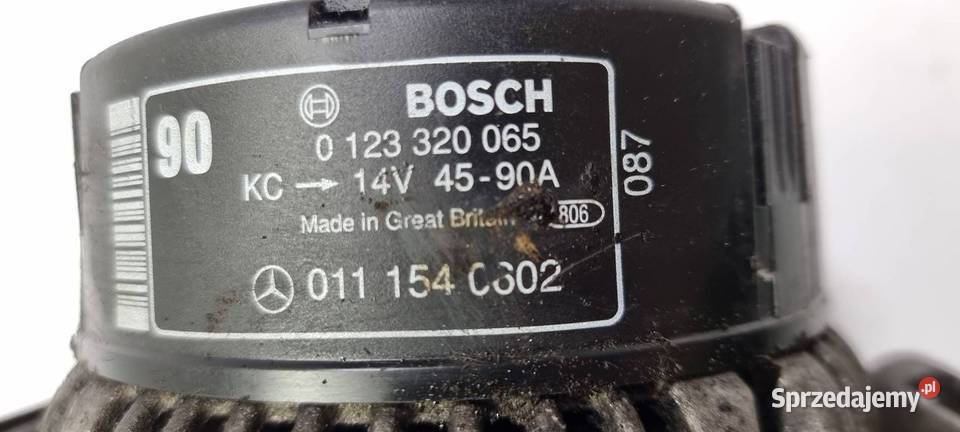 90
BOSCH
0 123 320 065
KC → 14V 45-90A
Made in Great Britain 806
011 154 0602
087
Sprzedajemy.pl